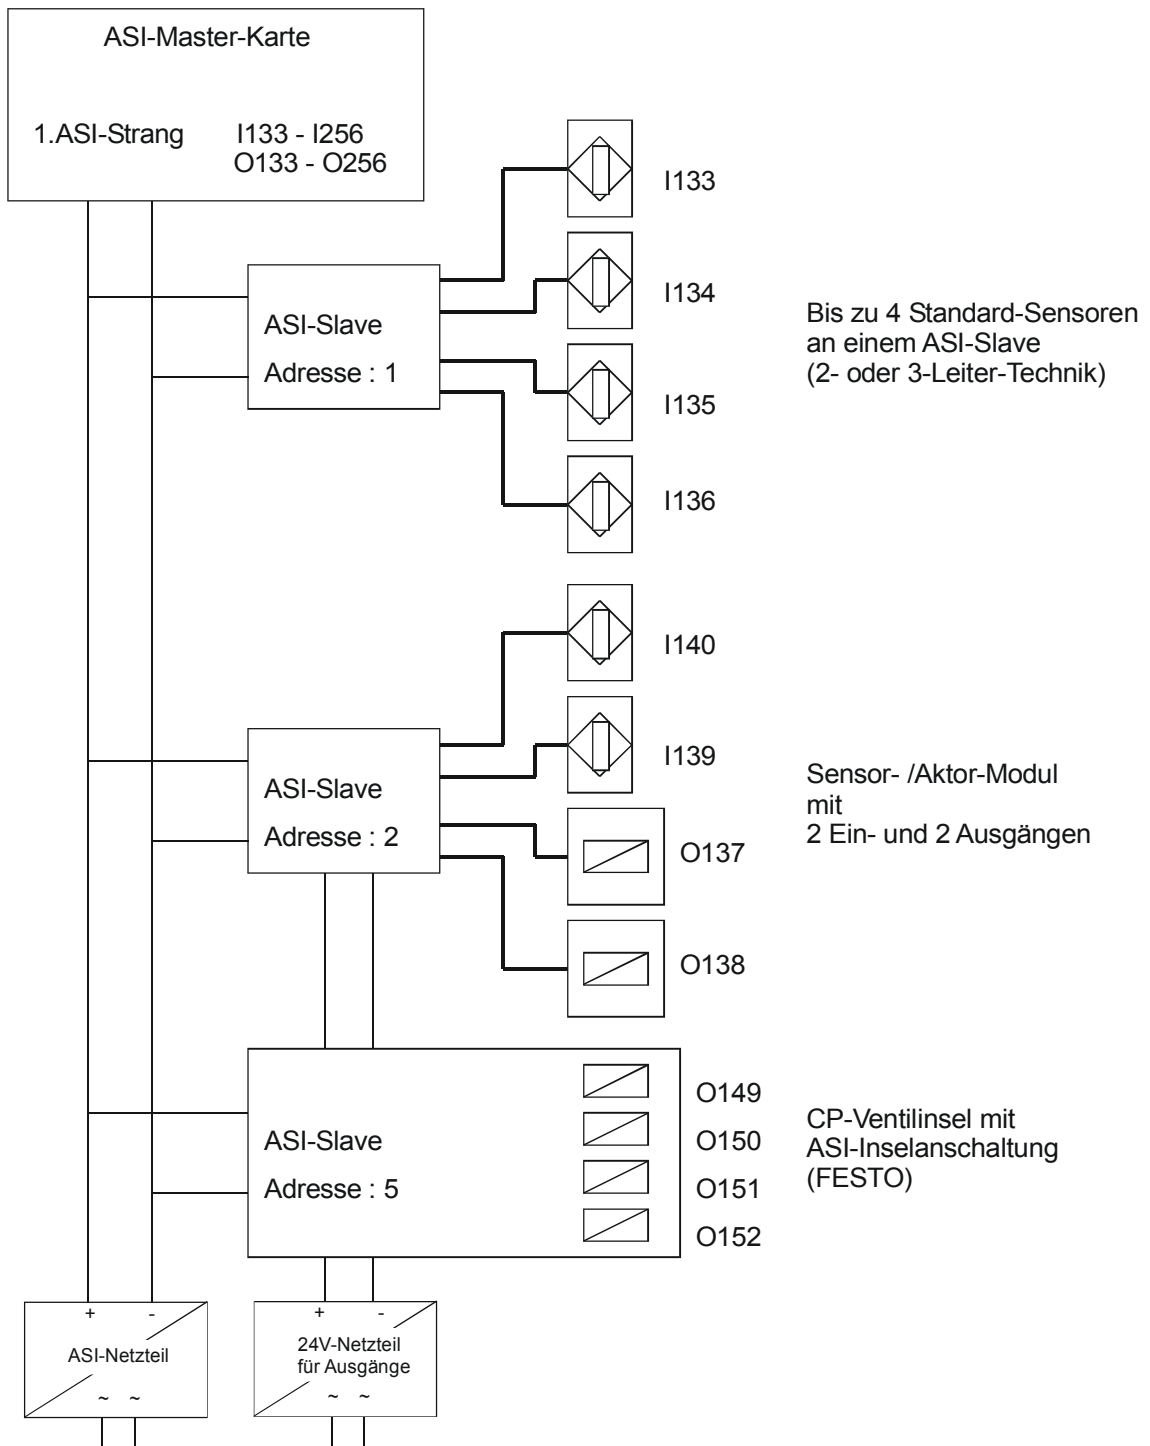 ASI-Master-Karte
1.ASI-Strang I133 - I256
O133 - O256
I133
I134
ASI-Slave
Adresse : 1
I135
I136
Bis zu 4 Standard-Sensoren
an einem ASI-Slave
(2- oder 3-Leiter-Technik)
I140
I139
ASI-Slave
Adresse : 2
O137
O138
Sensor- /Aktor-Modul
mit
2 Ein- und 2 Ausgängen
ASI-Slave
Adresse : 5
O149
O150
O151
O152
CP-Ventilinsel mit
ASI-Inselanschaltung
(FESTO)
+ -
ASI-Netzteil
~ ~
+ -
24V-Netzteil
für Ausgänge
~ ~